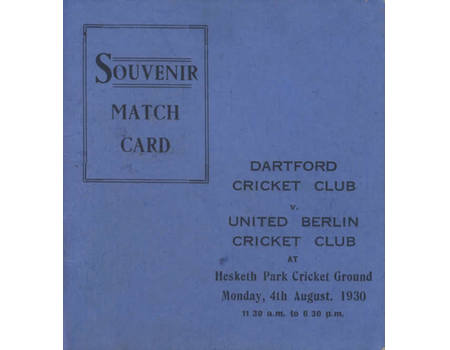 SOUVENIR
MATCH
CARD
DARTFORD
CRICKET CLUB
v.
UNITED BERLIN
CRICKET CLUB
AT
Hesketh Park Cricket Ground
Monday, 4th August, 1930
11 30 a.m. to 6 30 p.m.